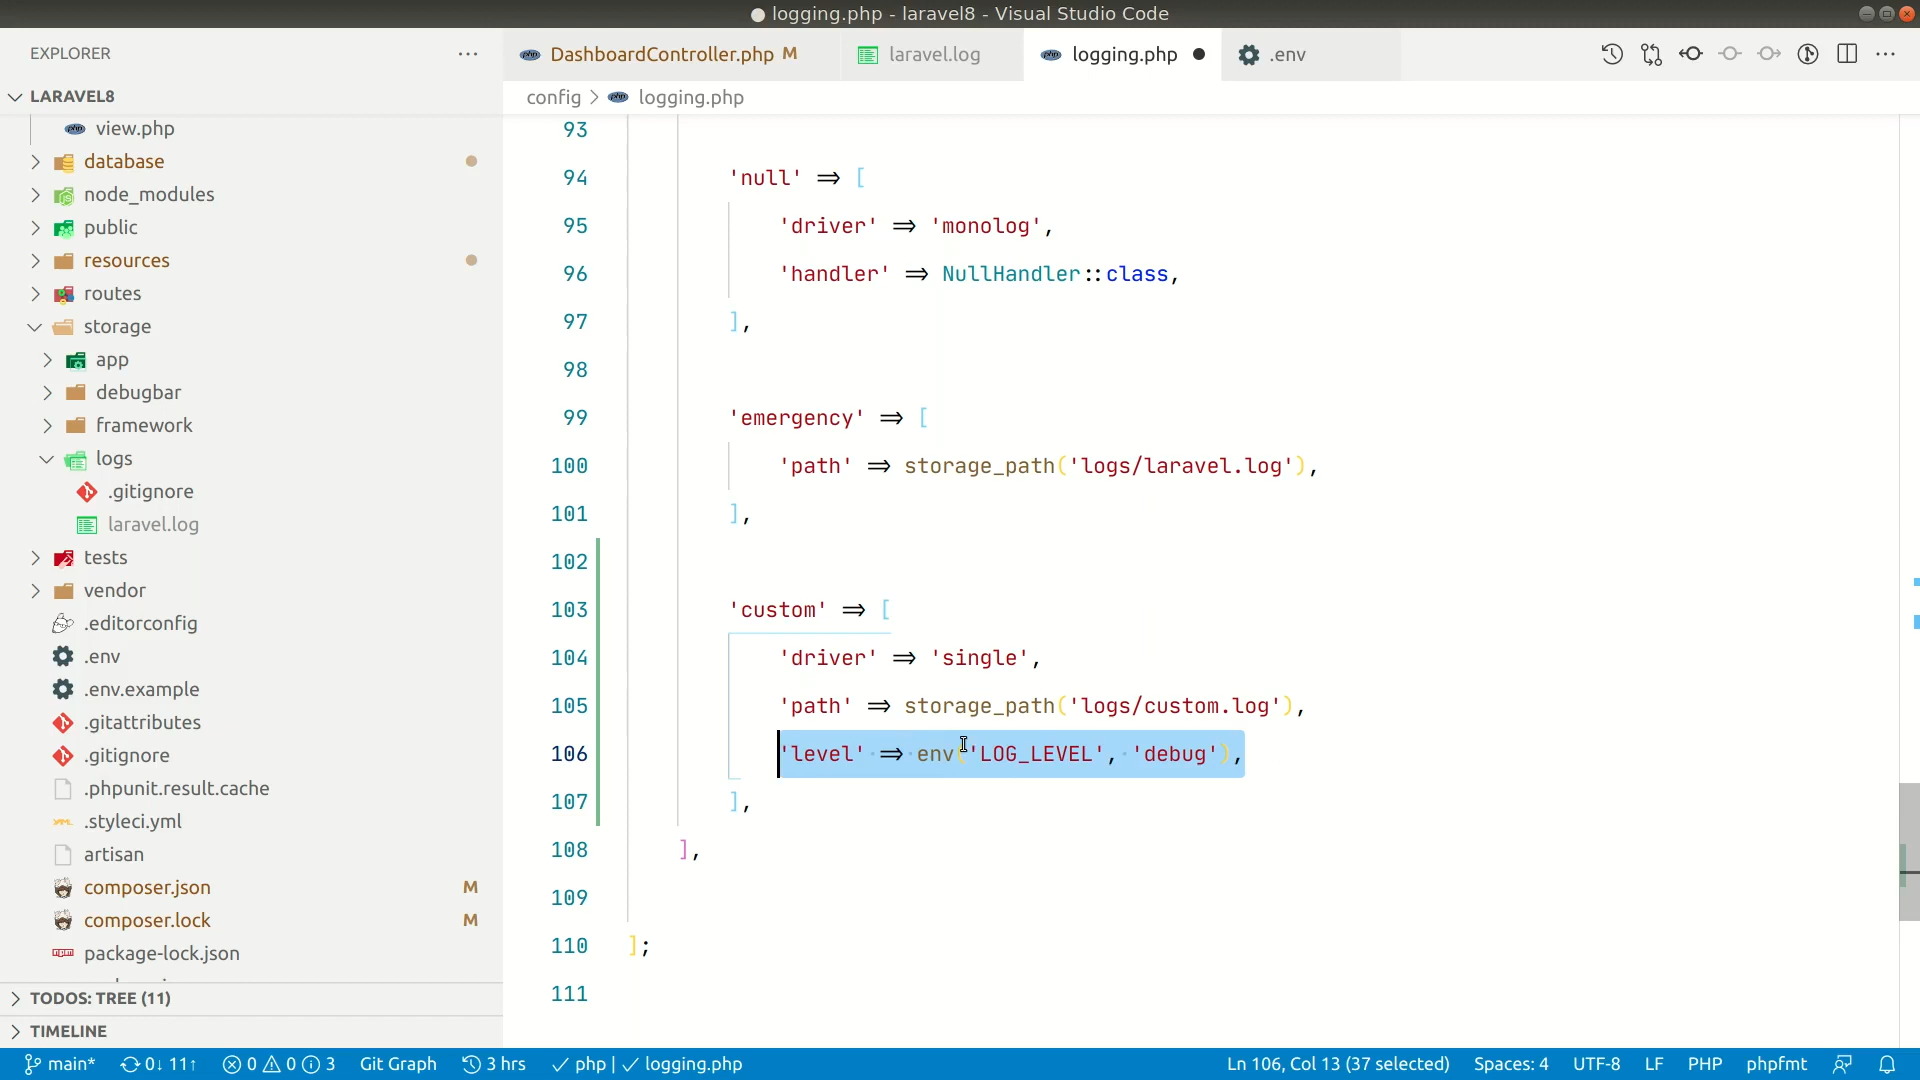 logging.php - laravel8 - Visual Studio Code
EXPLORER
DashboardController.php M
laravel.log
logging.php
.env
LARAVEL8
config > logging.php
view.php
database
node_modules
public
resources
routes
storage
app
debugbar
framework
logs
.gitignore
laravel.log
tests
vendor
.editorconfig
.env
.env.example
.gitattributes
.gitignore
.phpunit.result.cache
.styleci.yml
artisan
composer.json M
composer.lock M
package-lock.json
TODOS: TREE (11)
TIMELINE
93
94 'null' => [
95 'driver' => 'monolog',
96 'handler' => NullHandler::class,
97 ],
98
99 'emergency' => [
100 'path' => storage_path('logs/laravel.log'),
101 ],
102
103 'custom' => [
104 'driver' => 'single',
105 'path' => storage_path('logs/custom.log'),
106 'level' => env('LOG_LEVEL', 'debug'),
107 ],
108 ],
109
110 ];
111
main* 0↓ 11↑ 0 0 3 Git Graph 3 hrs ✓ php | ✓ logging.php Ln 106, Col 13 (37 selected) Spaces: 4 UTF-8 LF PHP phpfmt